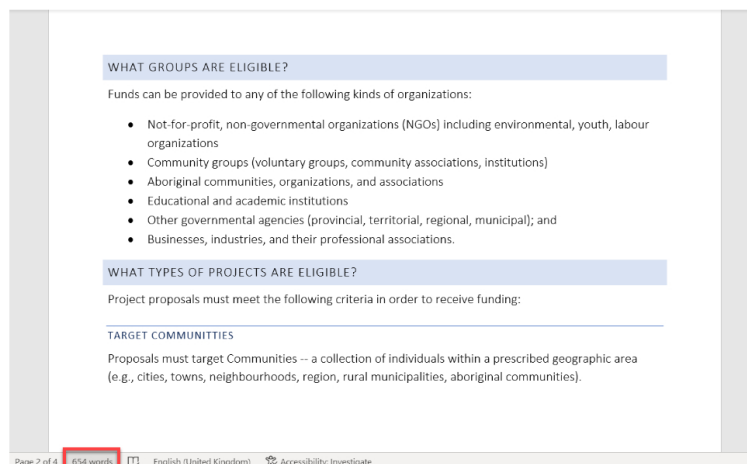 WHAT GROUPS ARE ELIGIBLE?
Funds can be provided to any of the following kinds of organizations:
• Not-for-profit, non-governmental organizations (NGOs) including environmental, youth, labour
organizations
• Community groups (voluntary groups, community associations, institutions)
• Aboriginal communities, organizations, and associations
• Educational and academic institutions
• Other governmental agencies (provincial, territorial, regional, municipal); and
• Businesses, industries, and their professional associations.
WHAT TYPES OF PROJECTS ARE ELIGIBLE?
Project proposals must meet the following criteria in order to receive funding:
TARGET COMMUNITTIES
Proposals must target Communities -- a collection of individuals within a prescribed geographic area
(e.g., cities, towns, neighbourhoods, region, rural municipalities, aboriginal communities).
Page 2 of 4 654 words English (United Kingdom) Accessibility: Investigate